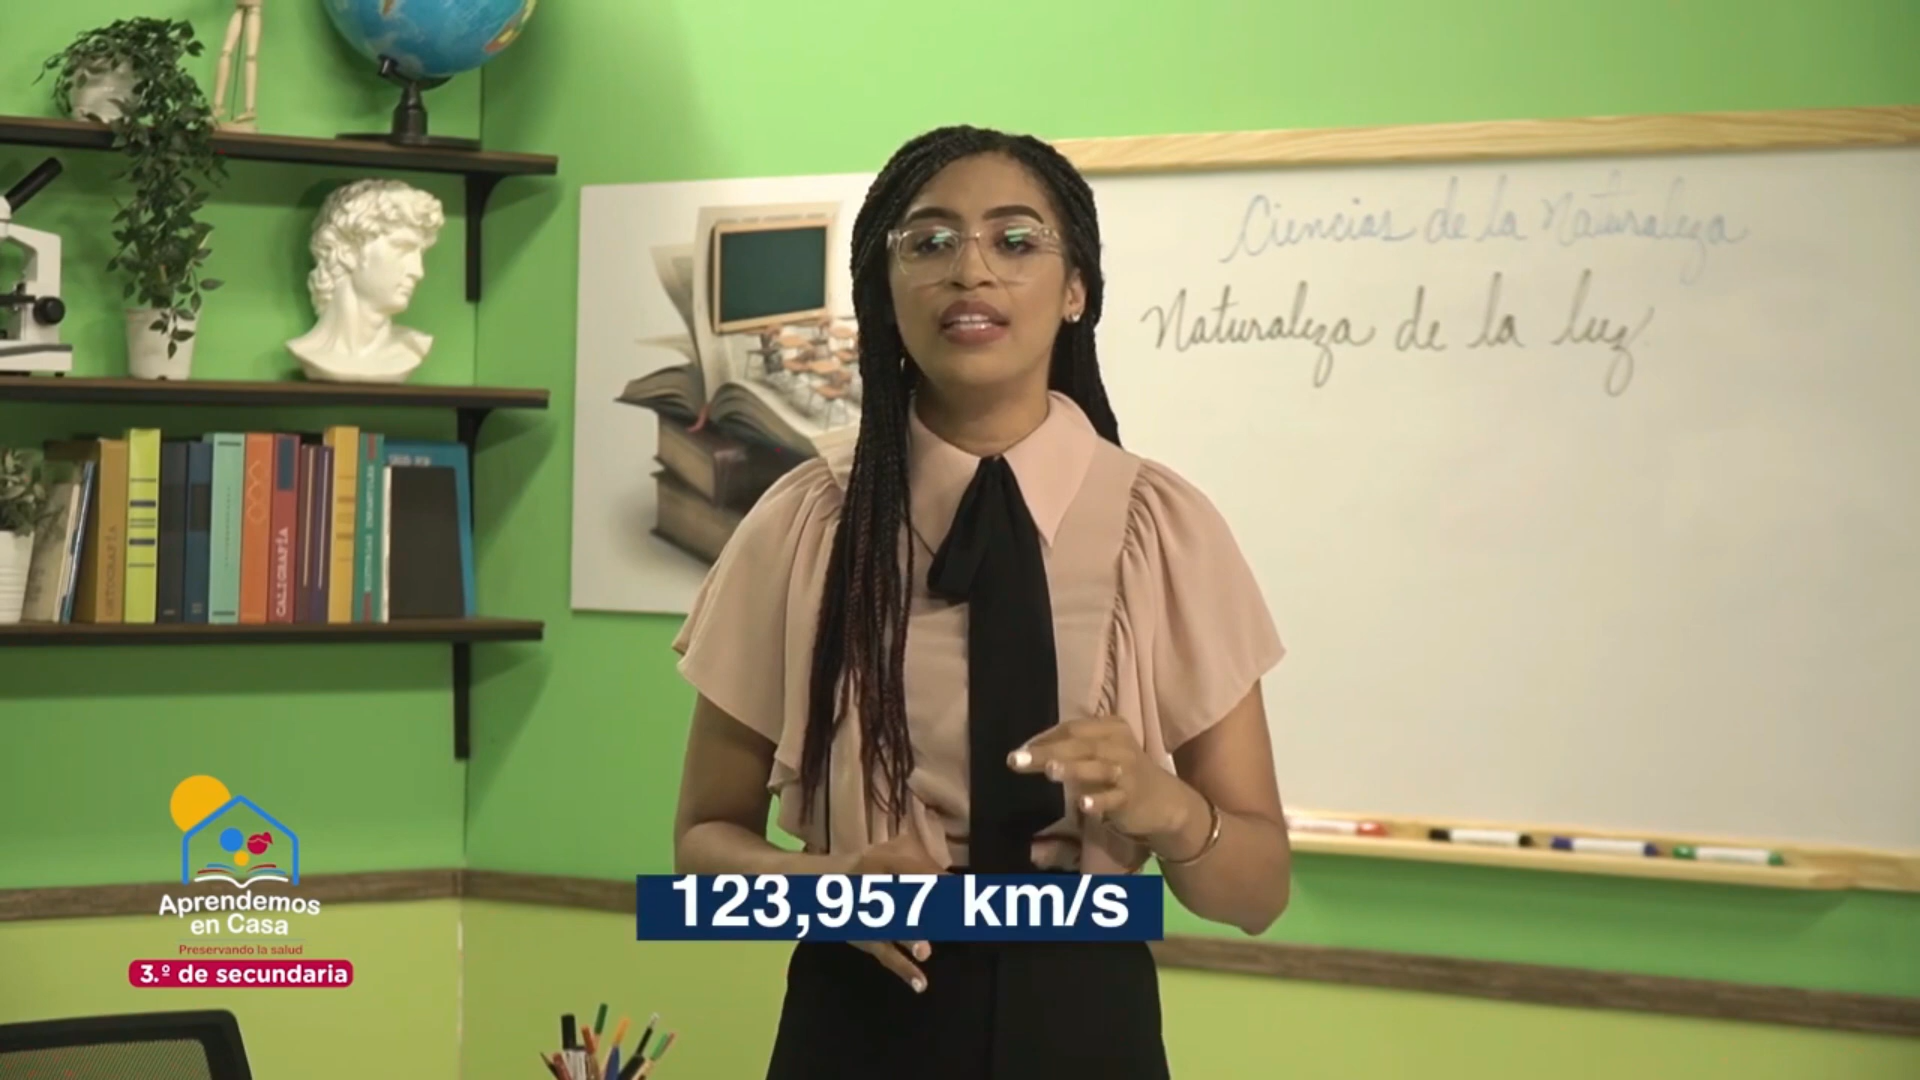 Ciencias de la Naturaleza
Naturaleza de la luz
ORTOGRAFÍA
CALIGRAFÍA
123,957 km/s
Aprendemos
en Casa
Preservando la salud
3.º de secundaria